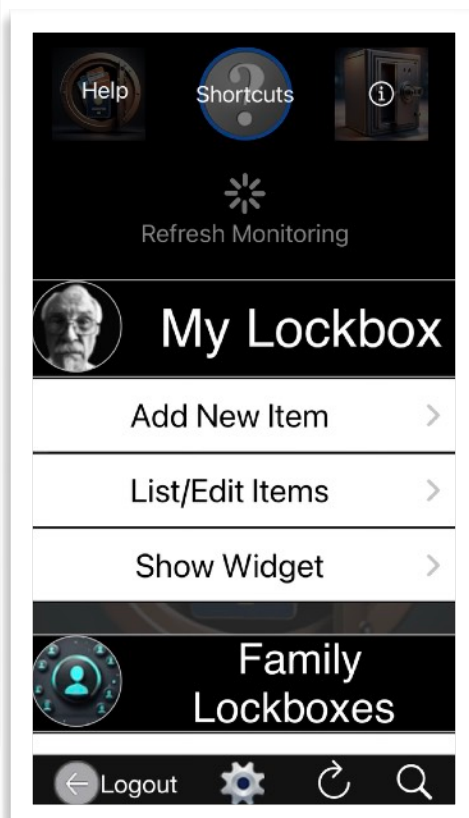 Help Shortcuts
Refresh Monitoring
My Lockbox
Add New Item
List/Edit Items
Show Widget
Family
Lockboxes
Logout